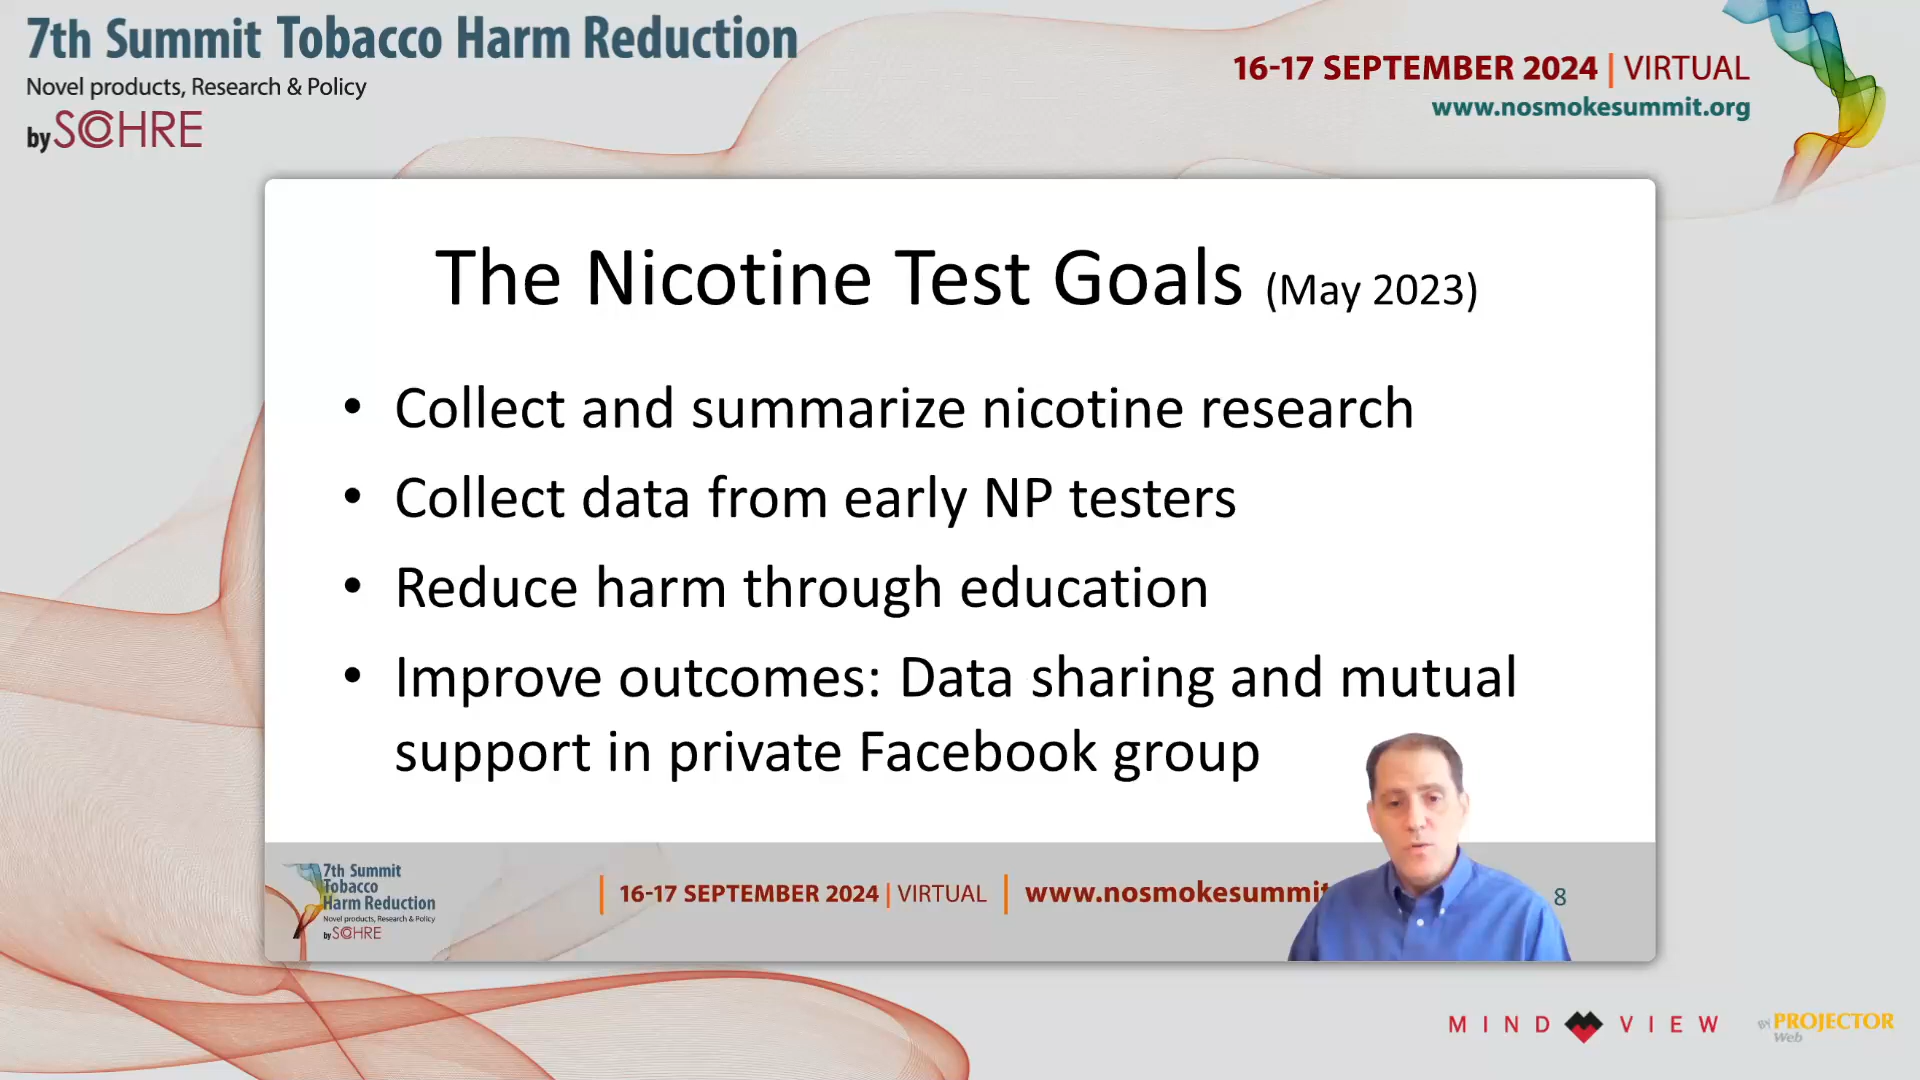 7th Summit Tobacco Harm Reduction
Novel products, Research & Policy
by SCOHRE
16-17 SEPTEMBER 2024 | VIRTUAL
www.nosmokesummit.org
The Nicotine Test Goals (May 2023)
• Collect and summarize nicotine research
• Collect data from early NP testers
• Reduce harm through education
• Improve outcomes: Data sharing and mutual
support in private Facebook group
7th Summit
Tobacco
Harm Reduction
Novel products, Research & Policy
by SCOHRE
| 16-17 SEPTEMBER 2024 | VIRTUAL | www.nosmokesummit
8
MIND VIEW
BY PROJECTOR
Web